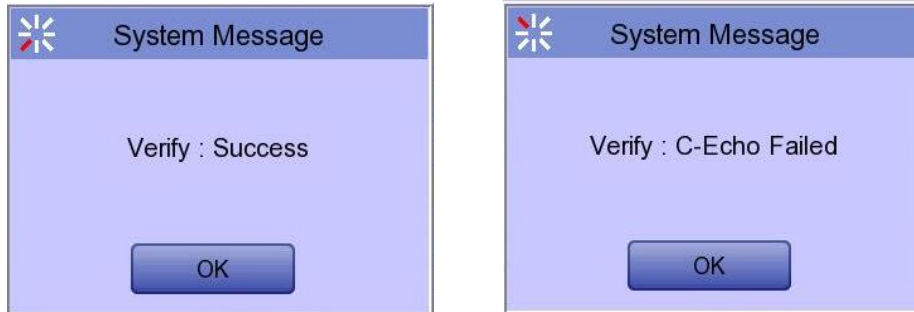 System Message
Verify : Success
OK
System Message
Verify : C-Echo Failed
OK